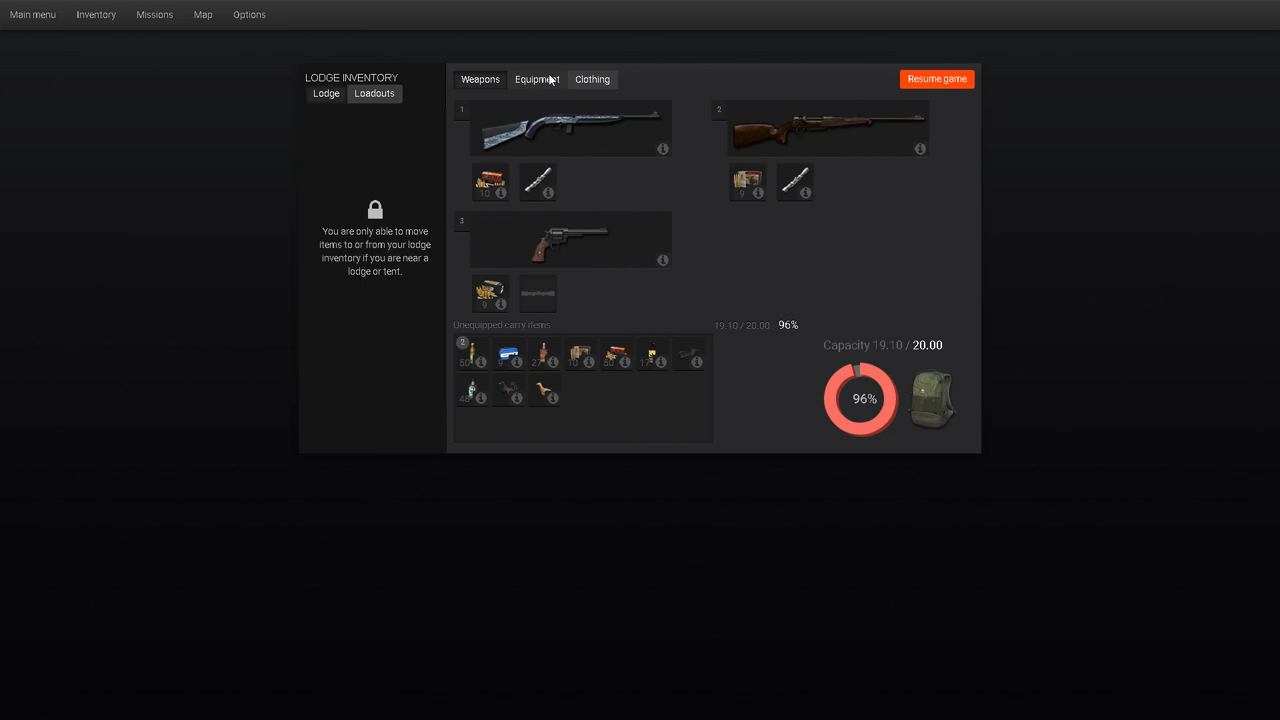 Main menu Inventory Missions Map Options
LODGE INVENTORY
Lodge Loadouts
Weapons Equipment Clothing
Resume game
You are only able to move
items to or from your lodge
inventory if you are near a
lodge or tent.
1
2
10
9
3
9
Unequipped carry items
19.10 / 20.00 96%
Capacity 19.10 / 20.00
2
50 9 27 10 50 17
48
96%